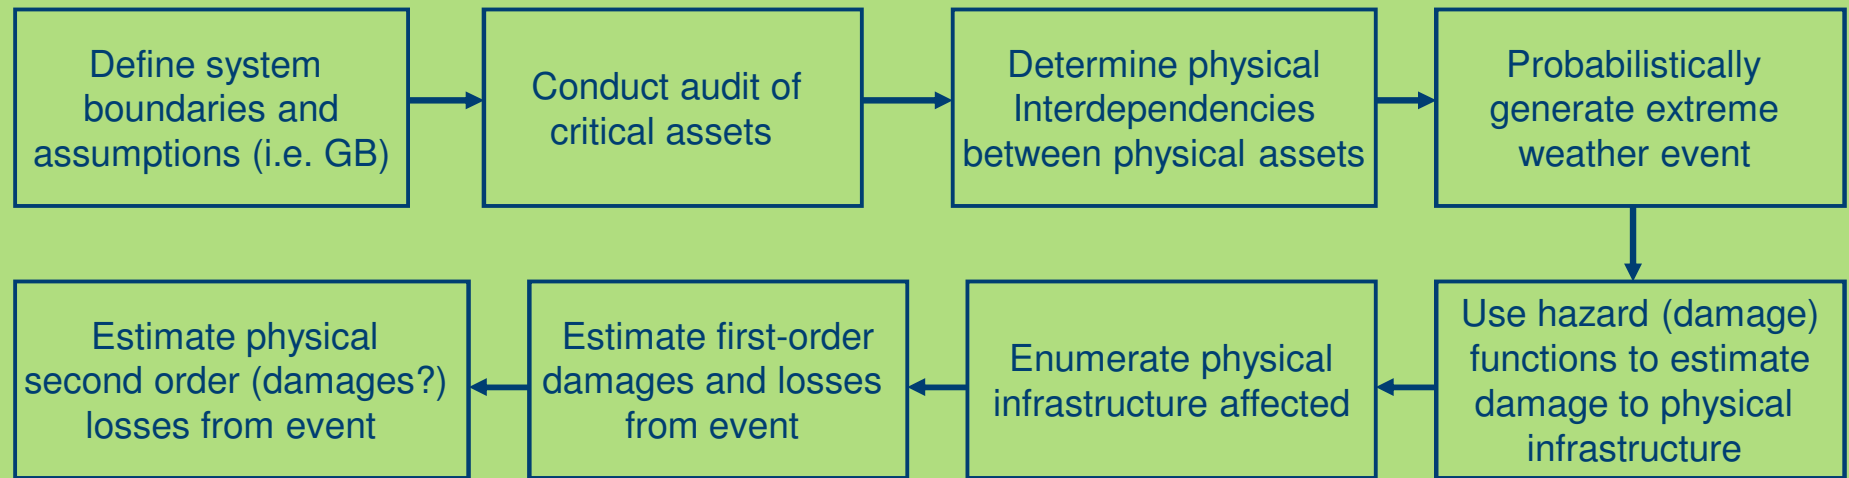 Define system
boundaries and
assumptions (i.e. GB)
Conduct audit of
critical assets
Determine physical
Interdependencies
between physical assets
Probabilistically
generate extreme
weather event
Use hazard (damage)
functions to estimate
damage to physical
infrastructure
Enumerate physical
infrastructure affected
Estimate first-order
damages and losses
from event
Estimate physical
second order (damages?)
losses from event